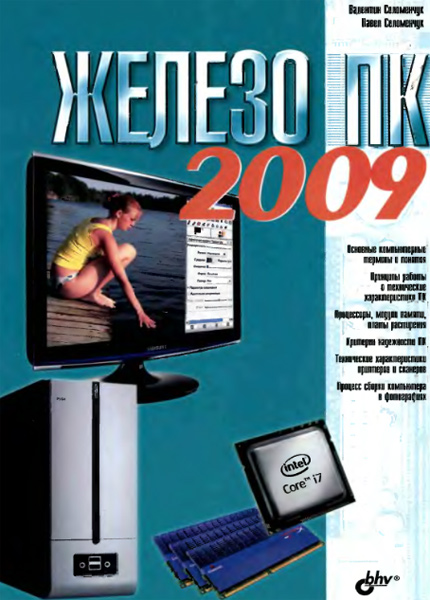 Валентин Соломенчук
Павел Соломенчук
ЖЕЛЕЗО ПК
2009
Основные компьютерные
термины и понятия
Принципы работы
и технические
характеристики ПК
Процессоры, модули памяти,
платы расширения
Критерии надежности ПК
Технические характеристики
принтеров и сканеров
Процесс сборки компьютера
в фотографиях
intel
Core™ i7
bhv®